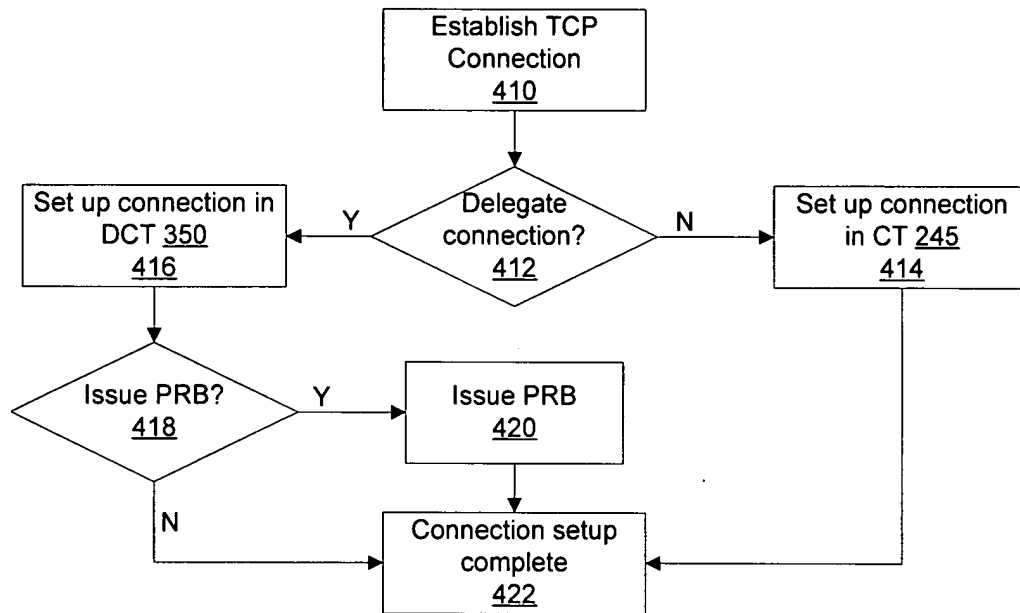 Establish TCP
Connection
410
Delegate
connection?
412
Y
N
Set up connection in
DCT 350
416
Set up connection
in CT 245
414
Issue PRB?
418
Y
N
Issue PRB
420
Connection setup
complete
422